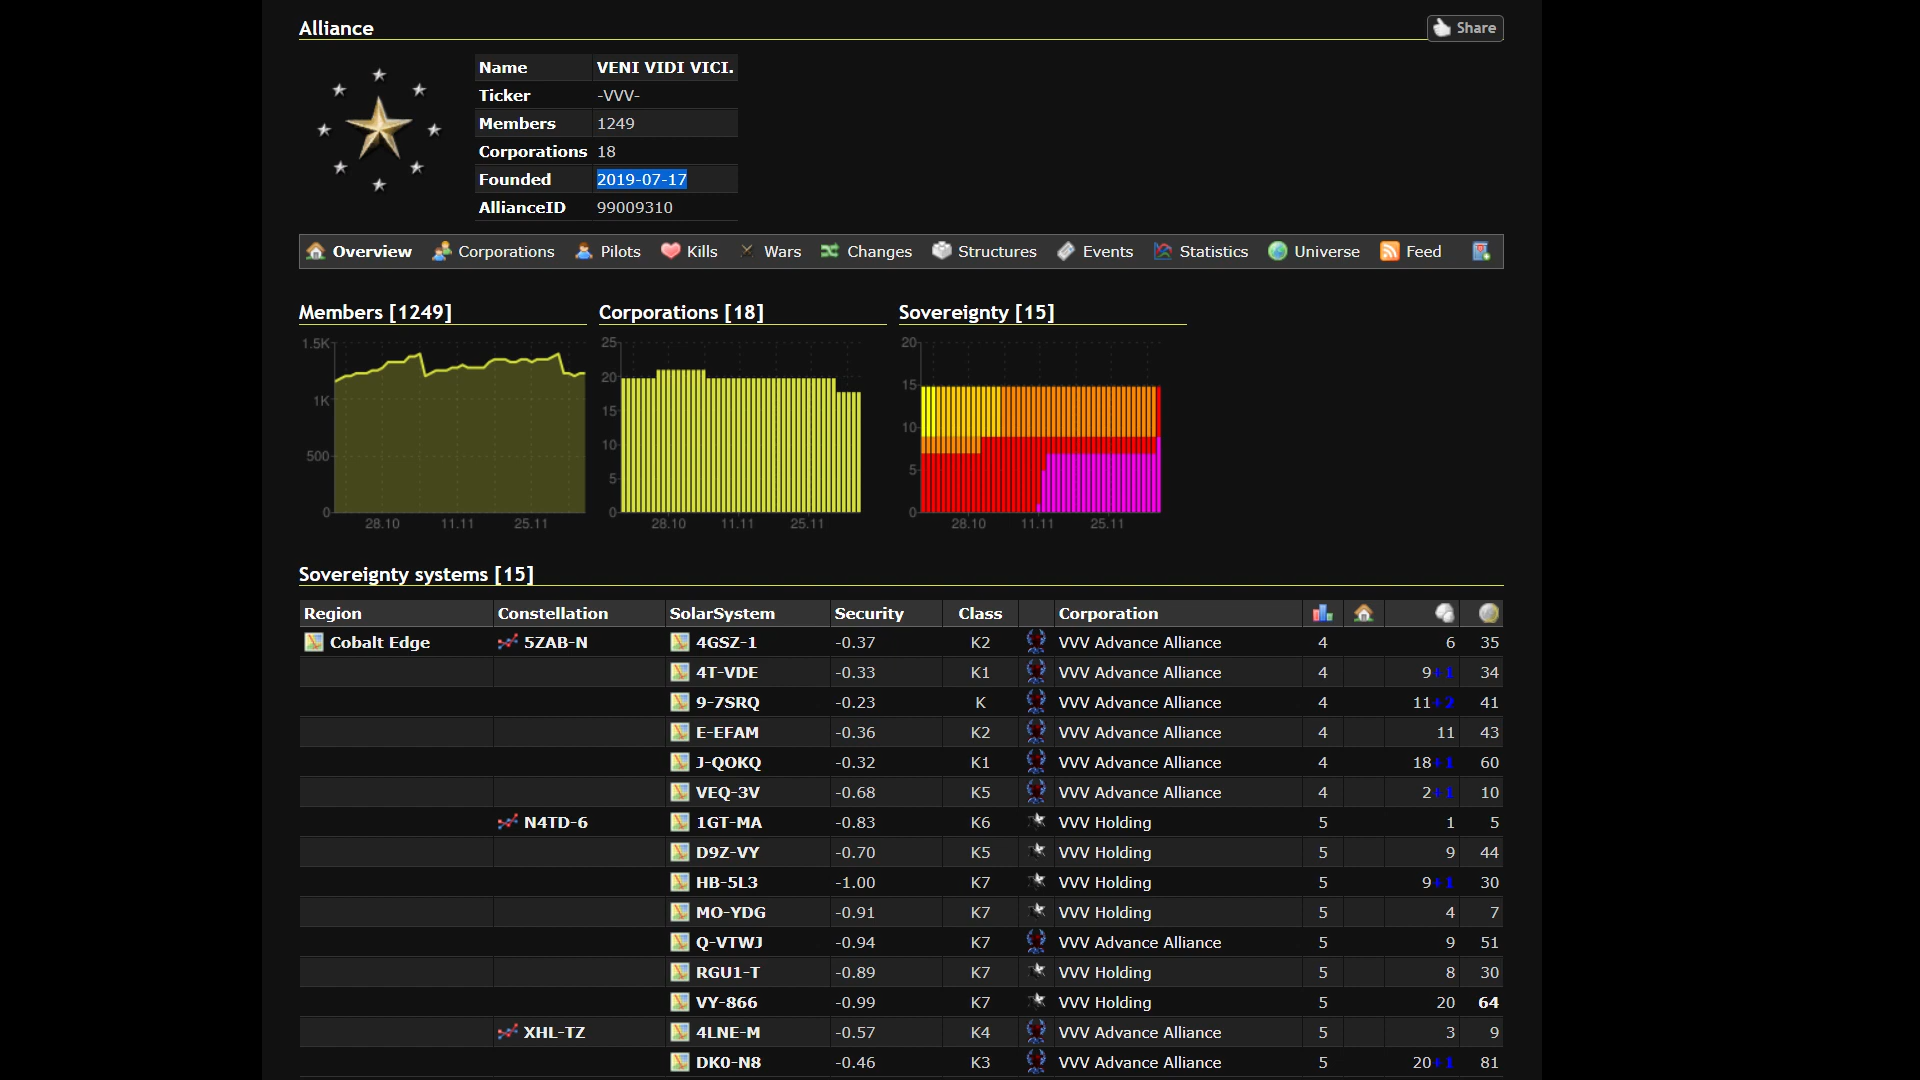 Alliance
Share
Name VENI VIDI VICI.
Ticker -VVV-
Members 1249
Corporations 18
Founded 2019-07-17
AllianceID 99009310
Overview Corporations Pilots Kills Wars Changes Structures Events Statistics Universe Feed
Members [1249] Corporations [18] Sovereignty [15]
1.5K
1K
500
0
28.10 11.11 25.11
25
20
15
10
5
0
28.10 11.11 25.11
20
15
10
5
0
28.10 11.11 25.11
Sovereignty systems [15]
Region Constellation SolarSystem Security Class Corporation
Cobalt Edge 5ZAB-N 4GSZ-1 -0.37 K2 VVV Advance Alliance 4 6 35
4T-VDE -0.33 K1 VVV Advance Alliance 4 9+1 34
9-7SRQ -0.23 K VVV Advance Alliance 4 11+2 41
E-EFAM -0.36 K2 VVV Advance Alliance 4 11 43
J-QOKQ -0.32 K1 VVV Advance Alliance 4 18+1 60
VEQ-3V -0.68 K5 VVV Advance Alliance 4 2+1 10
N4TD-6 1GT-MA -0.83 K6 VVV Holding 5 1 5
D9Z-VY -0.70 K5 VVV Holding 5 9 44
HB-5L3 -1.00 K7 VVV Holding 5 9+1 30
MO-YDG -0.91 K7 VVV Holding 5 4 7
Q-VTWJ -0.94 K7 VVV Advance Alliance 5 9 51
RGU1-T -0.89 K7 VVV Holding 5 8 30
VY-866 -0.99 K7 VVV Holding 5 20 64
XHL-TZ 4LNE-M -0.57 K4 VVV Advance Alliance 5 3 9
DK0-N8 -0.46 K3 VVV Advance Alliance 5 20+1 81